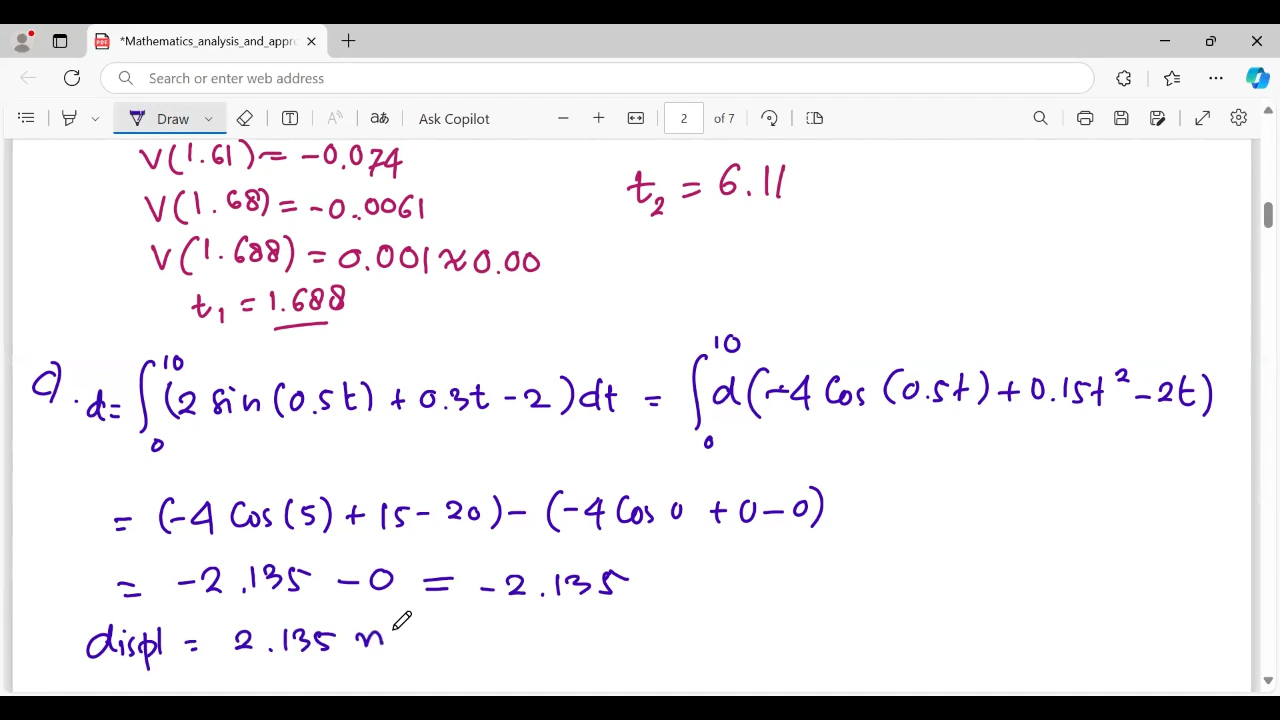 *Mathematics_analysis_and_appro
Search or enter web address
Draw
Ask Copilot
2 of 7
V(1.61) = -0.074
V(1.68) = -0.0061
V(1.688) = 0.001 ≈ 0.00
t₁ = 1.688
t₂ = 6.11
c). d = ∫₀¹⁰ (2 sin(0.5t) + 0.3t - 2) dt = ∫₀¹⁰ d(-4 Cos (0.5t) + 0.15t² - 2t)
= (-4 Cos(5) + 15 - 20) - (-4 Cos 0 + 0 - 0)
= -2.135 - 0 = -2.135
displ = 2.135 n